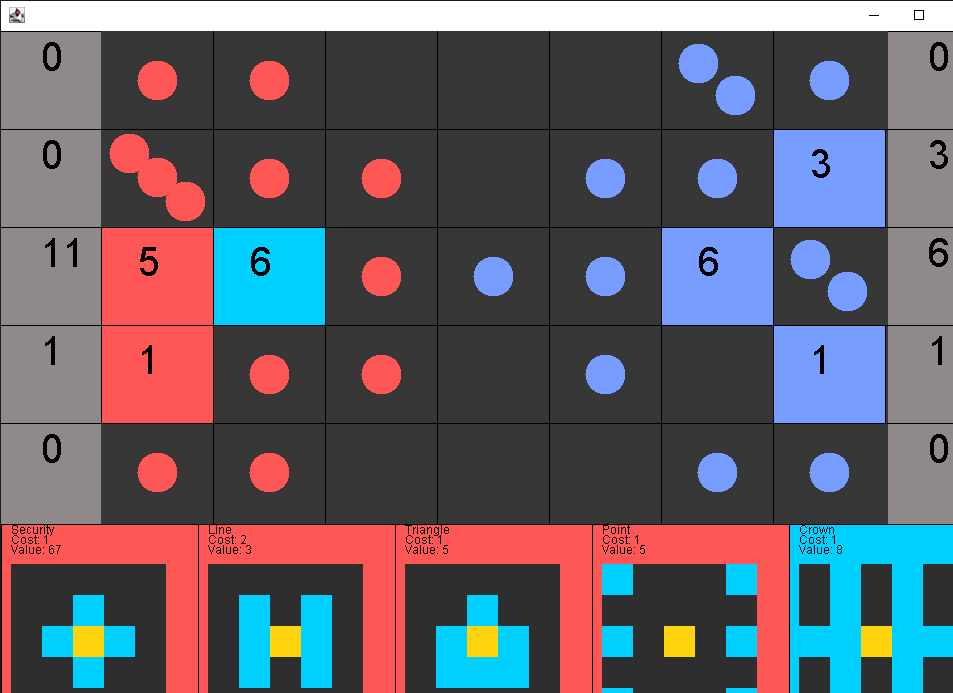 0 0
0 3 3
11 5 6 6 6
1 1 1 1
0 0
Security
Cost: 1
Value: 67
Line
Cost: 2
Value: 3
Triangle
Cost: 1
Value: 5
Point
Cost: 1
Value: 5
Crown
Cost: 1
Value: 8